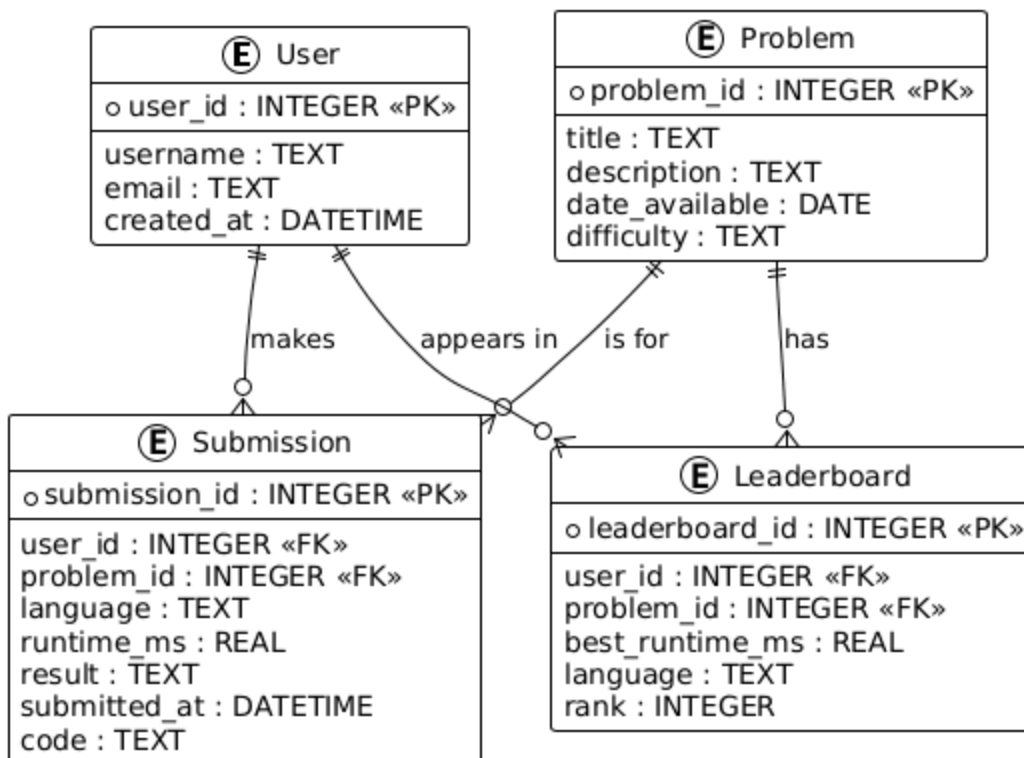 E User
user_id : INTEGER «PK»
username : TEXT
email : TEXT
created_at : DATETIME
E Problem
problem_id : INTEGER «PK»
title : TEXT
description : TEXT
date_available : DATE
difficulty : TEXT
makes
appears in
is for
has
E Submission
submission_id : INTEGER «PK»
user_id : INTEGER «FK»
problem_id : INTEGER «FK»
language : TEXT
runtime_ms : REAL
result : TEXT
submitted_at : DATETIME
code : TEXT
E Leaderboard
leaderboard_id : INTEGER «PK»
user_id : INTEGER «FK»
problem_id : INTEGER «FK»
best_runtime_ms : REAL
language : TEXT
rank : INTEGER